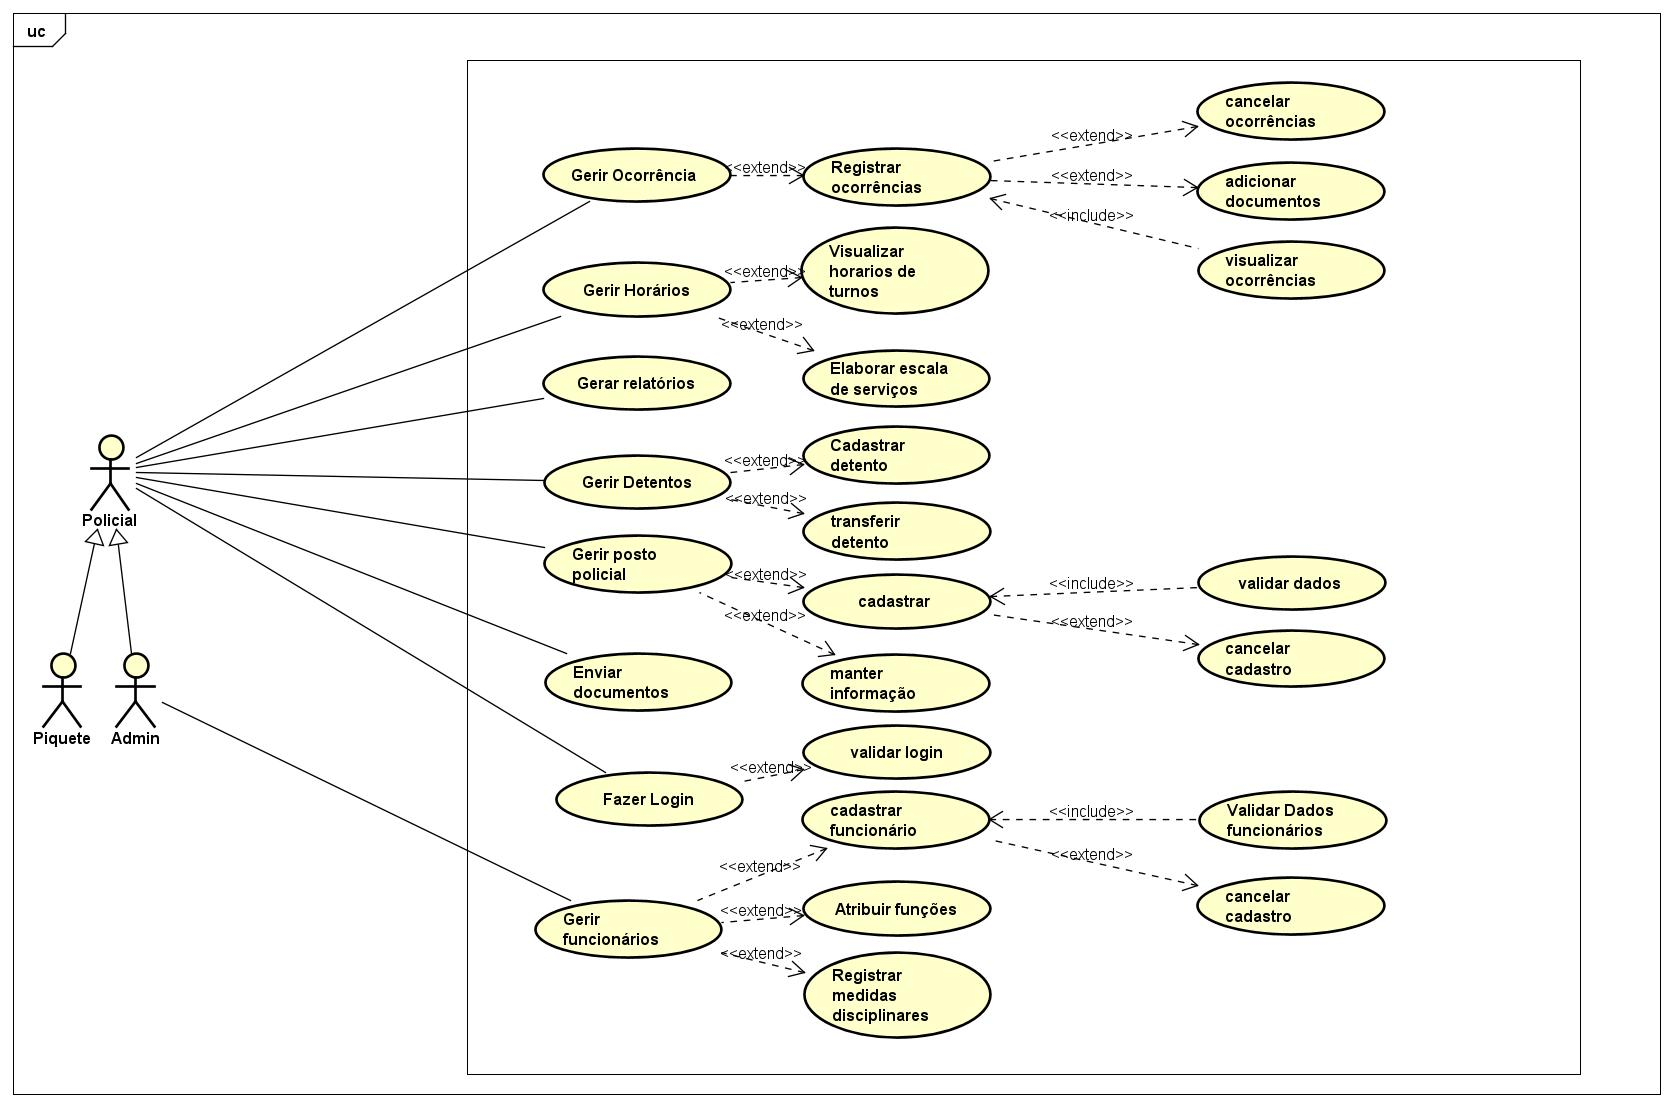 uc
cancelar
ocorrências
<<extend>>
Gerir Ocorrência
<<extend>>
Registrar
ocorrências
<<extend>>
adicionar
documentos
<<include>>
visualizar
ocorrências
Visualizar
horarios de
turnos
<<extend>>
Gerir Horários
<<extend>>
Elaborar escala
de serviços
Gerar relatórios
Cadastrar
detento
<<extend>>
Gerir Detentos
<<extend>>
transferir
detento
Policial
Gerir posto
policial
<<extend>>
cadastrar
<<include>>
validar dados
<<extend>>
<<extend>>
cancelar
cadastro
Enviar
documentos
manter
informação
Piquete
Admin
validar login
<<extend>>
Fazer Login
cadastrar
funcionário
<<include>>
Validar Dados
funcionários
<<extend>>
<<extend>>
cancelar
cadastro
<<extend>>
Atribuir funções
Gerir
funcionários
<<extend>>
Registrar
medidas
disciplinares